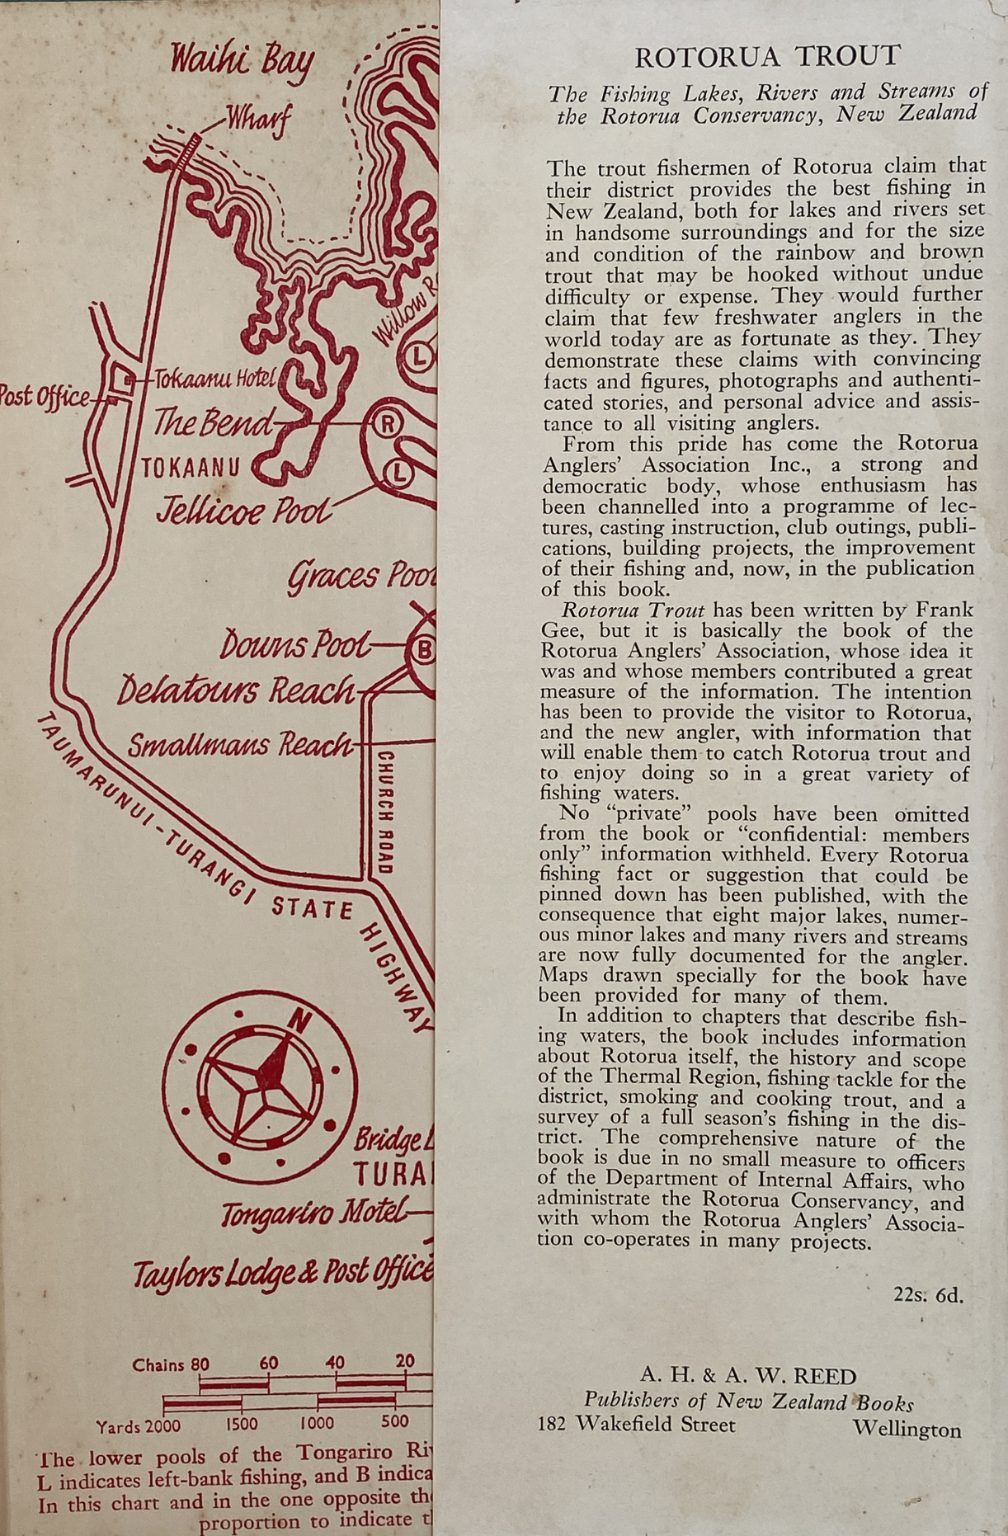 Waihi Bay
Wharf
Willow
L
Tokaanu Hotel
Post Office
The Bend
R
TOKAANU
L
Jellicoe Pool
Graces Pool
Downs Pool
B
Delatours Reach
Smallmans Reach
CHURCH ROAD
TAUMARUNUI-TURANGI STATE HIGHWAY
N
Bridge
TURA
Tongariro Motel
Taylors Lodge & Post Office
Chains 80 60 40 20
Yards 2000 1500 1000 500
The lower pools of the Tongariro Ri
L indicates left-bank fishing, and B indica
In this chart and in the one opposite th
proportion to indicate t
ROTORUA TROUT
The Fishing Lakes, Rivers and Streams of
the Rotorua Conservancy, New Zealand
The trout fishermen of Rotorua claim that
their district provides the best fishing in
New Zealand, both for lakes and rivers set
in handsome surroundings and for the size
and condition of the rainbow and brown
trout that may be hooked without undue
difficulty or expense. They would further
claim that few freshwater anglers in the
world today are as fortunate as they. They
demonstrate these claims with convincing
facts and figures, photographs and authenti-
cated stories, and personal advice and assis-
tance to all visiting anglers.
From this pride has come the Rotorua
Anglers' Association Inc., a strong and
democratic body, whose enthusiasm has
been channelled into a programme of lec-
tures, casting instruction, club outings, publi-
cations, building projects, the improvement
of their fishing and, now, in the publication
of this book.
Rotorua Trout has been written by Frank
Gee, but it is basically the book of the
Rotorua Anglers' Association, whose idea it
was and whose members contributed a great
measure of the information. The intention
has been to provide the visitor to Rotorua,
and the new angler, with information that
will enable them to catch Rotorua trout and
to enjoy doing so in a great variety of
fishing waters.
No "private" pools have been omitted
from the book or "confidential: members
only" information withheld. Every Rotorua
fishing fact or suggestion that could be
pinned down has been published, with the
consequence that eight major lakes, numer-
ous minor lakes and many rivers and streams
are now fully documented for the angler.
Maps drawn specially for the book have
been provided for many of them.
In addition to chapters that describe fish-
ing waters, the book includes information
about Rotorua itself, the history and scope
of the Thermal Region, fishing tackle for the
district, smoking and cooking trout, and a
survey of a full season's fishing in the dis-
trict. The comprehensive nature of the
book is due in no small measure to officers
of the Department of Internal Affairs, who
administrate the Rotorua Conservancy, and
with whom the Rotorua Anglers' Associa-
tion co-operates in many projects.
22s. 6d.
A. H. & A. W. REED
Publishers of New Zealand Books
182 Wakefield Street Wellington